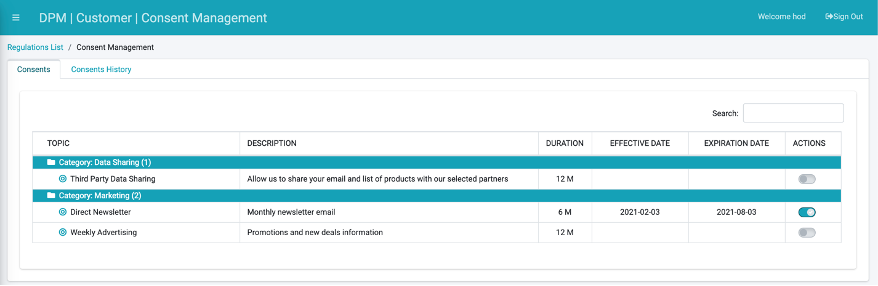 DPM | Customer | Consent Management
Welcome hod
Sign Out
Regulations List / Consent Management
Consents
Consents History
Search:
TOPIC DESCRIPTION DURATION EFFECTIVE DATE EXPIRATION DATE ACTIONS
Category: Data Sharing (1)
Third Party Data Sharing Allow us to share your email and list of products with our selected partners 12 M
Category: Marketing (2)
Direct Newsletter Monthly newsletter email 6 M 2021-02-03 2021-08-03
Weekly Advertising Promotions and new deals information 12 M